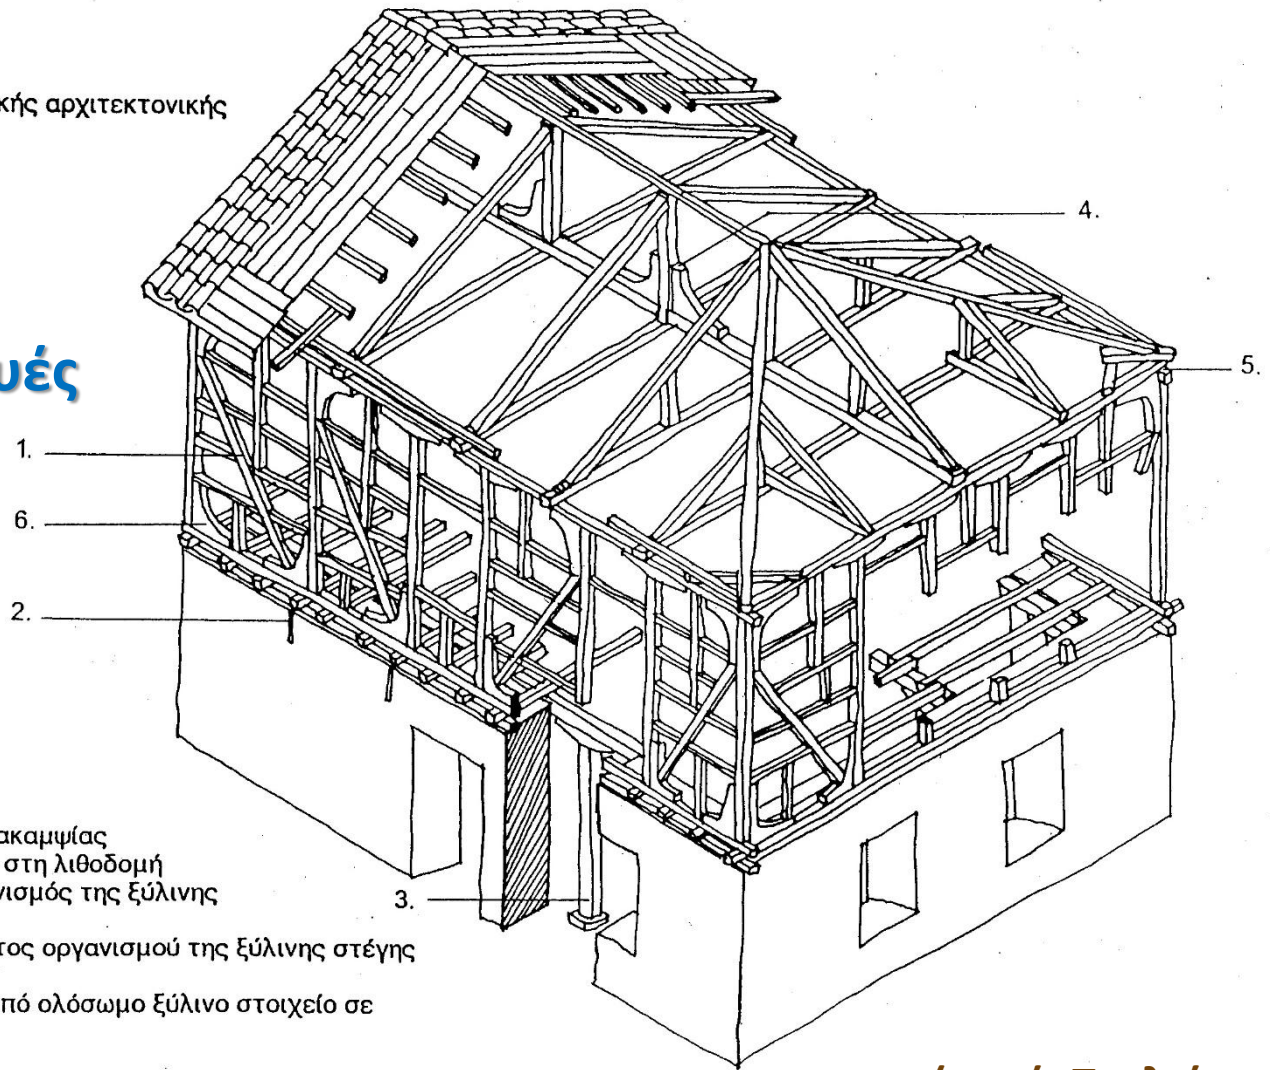 κής αρχιτεκτονικής
υές
1.
6.
2.
3.
4.
5.
ακαμψίας
στη λιθοδομή
νισμός της ξύλινης
τος οργανισμού της ξύλινης στέγης
πό ολόσωμο ξύλινο στοιχείο σε